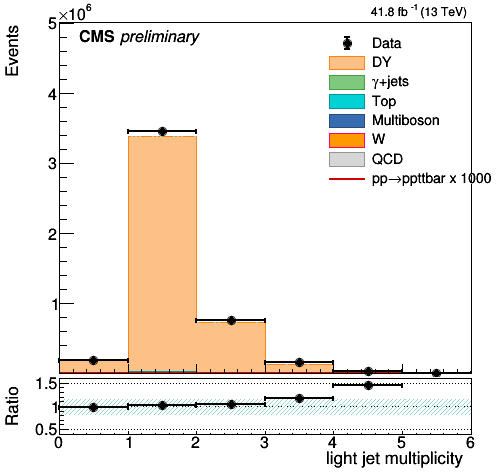 5×10⁶
41.8 fb⁻¹ (13 TeV)
CMS preliminary
Events
Data
DY
γ+jets
Top
Multiboson
W
QCD
pp→ppttbar x 1000
4
3
2
1
Ratio
1.5
1
0.5
0 1 2 3 4 5 6
light jet multiplicity